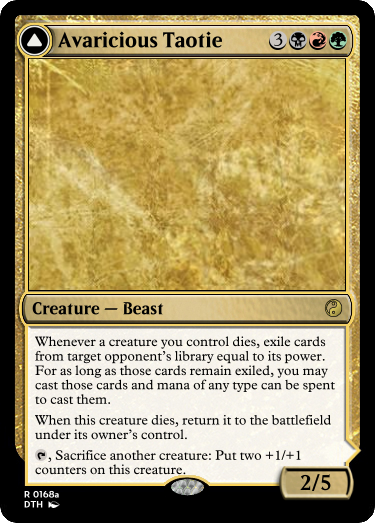 Avaricious Taotie 3
Creature — Beast
Whenever a creature you control dies, exile cards
from target opponent's library equal to its power.
For as long as those cards remain exiled, you may
cast those cards and mana of any type can be spent
to cast them.
When this creature dies, return it to the battlefield
under its owner's control.
, Sacrifice another creature: Put two +1/+1
counters on this creature.
2/5
R 0168a
DTH